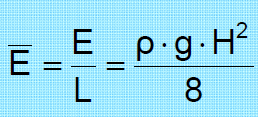 E̅ = E/L = ρ·g·H²/8